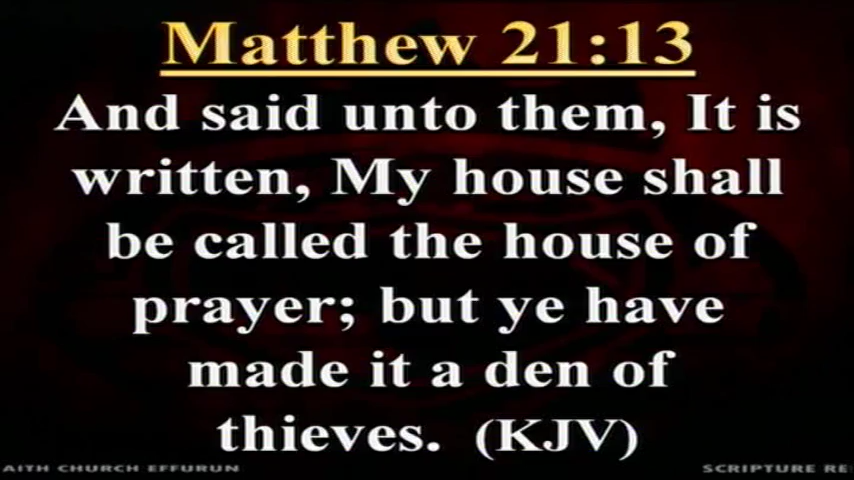 Matthew 21:13
And said unto them, It is
written, My house shall
be called the house of
prayer; but ye have
made it a den of
thieves. (KJV)
AITH CHURCH EFFURUN
SCRIPTURE RE